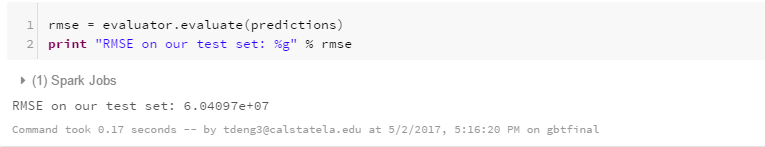 1 rmse = evaluator.evaluate(predictions)
2 print "RMSE on our test set: %g" % rmse
(1) Spark Jobs
RMSE on our test set: 6.04097e+07
Command took 0.17 seconds -- by tdeng3@calstatela.edu at 5/2/2017, 5:16:20 PM on gbtfinal